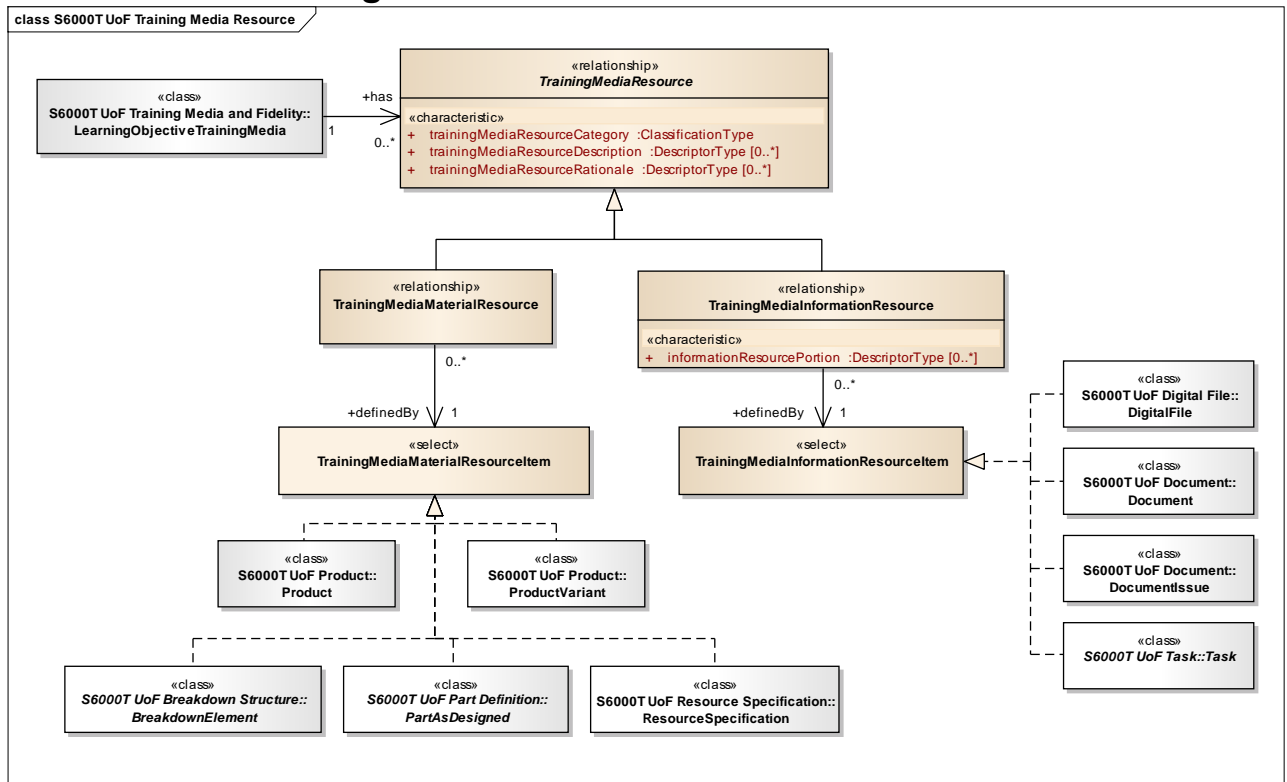 class S6000T UoF Training Media Resource
«relationship»
TrainingMediaResource
«characteristic»
+ trainingMediaResourceCategory :ClassificationType
+ trainingMediaResourceDescription :DescriptorType [0..*]
+ trainingMediaResourceRationale :DescriptorType [0..*]
«class»
S6000T UoF Training Media and Fidelity::
LearningObjectiveTrainingMedia
+has
1
0..*
«relationship»
TrainingMediaMaterialResource
«relationship»
TrainingMediaInformationResource
«characteristic»
+ informationResourcePortion :DescriptorType [0..*]
0..*
+definedBy
1
0..*
+definedBy
1
«select»
TrainingMediaMaterialResourceItem
«select»
TrainingMediaInformationResourceItem
«class»
S6000T UoF Digital File::
DigitalFile
«class»
S6000T UoF Document::
Document
«class»
S6000T UoF Document::
DocumentIssue
«class»
S6000T UoF Task::Task
«class»
S6000T UoF Product::
Product
«class»
S6000T UoF Product::
ProductVariant
«class»
S6000T UoF Breakdown Structure::
BreakdownElement
«class»
S6000T UoF Part Definition::
PartAsDesigned
«class»
S6000T UoF Resource Specification::
ResourceSpecification